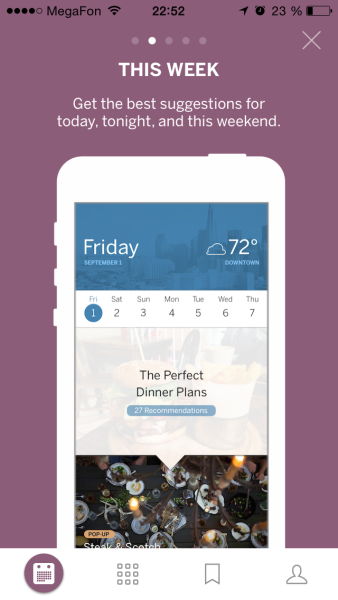 MegaFon 22:52 23 %
THIS WEEK
Get the best suggestions for
today, tonight, and this weekend.
Friday 72°
SEPTEMBER 1 DOWNTOWN
Fri Sat Sun Mon Tue Wed Thu
1 2 3 4 5 6 7
The Perfect
Dinner Plans
27 Recommendations
POP-UP
Steak & Scotch